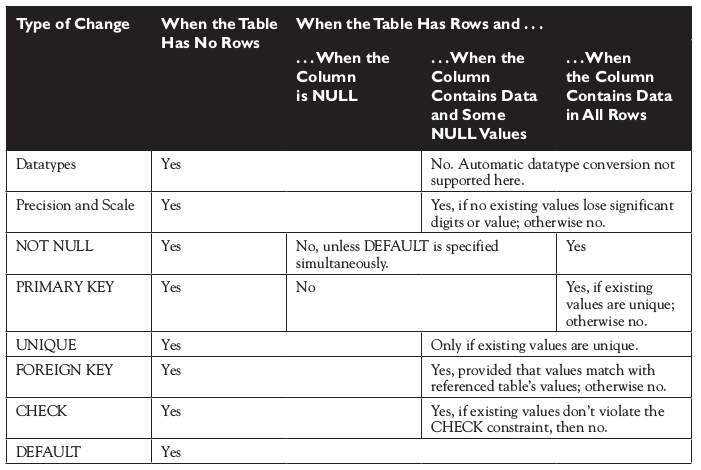 Type of Change
When the Table
Has No Rows
When the Table Has Rows and . . .
. . . When the
Column
is NULL
. . . When the
Column
Contains Data
and Some
NULL Values
. . . When
the Column
Contains Data
in All Rows
Datatypes
Yes
No. Automatic datatype conversion not
supported here.
Precision and Scale
Yes
Yes, if no existing values lose significant
digits or value; otherwise no.
NOT NULL
Yes
No, unless DEFAULT is specified
simultaneously.
Yes
PRIMARY KEY
Yes
No
Yes, if existing
values are unique;
otherwise no.
UNIQUE
Yes
Only if existing values are unique.
FOREIGN KEY
Yes
Yes, provided that values match with
referenced table's values; otherwise no.
CHECK
Yes
Yes, if existing values don't violate the
CHECK constraint, then no.
DEFAULT
Yes